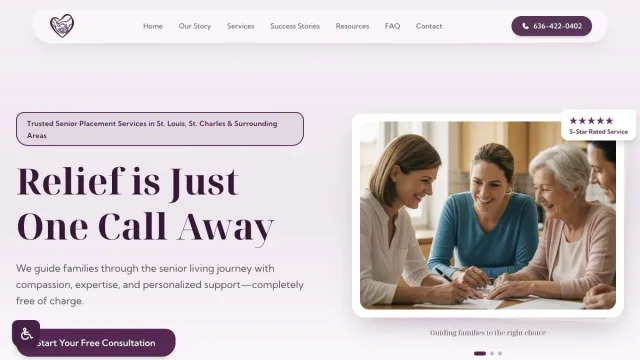 Home Our Story Services Success Stories Resources FAQ Contact 636-422-0402
Trusted Senior Placement Services in St. Louis, St. Charles & Surrounding
Areas
★★★★★
5-Star Rated Service
Relief is Just
One Call Away
We guide families through the senior living journey with
compassion, expertise, and personalized support—completely
free of charge.
Guiding families to the right choice
Start Your Free Consultation